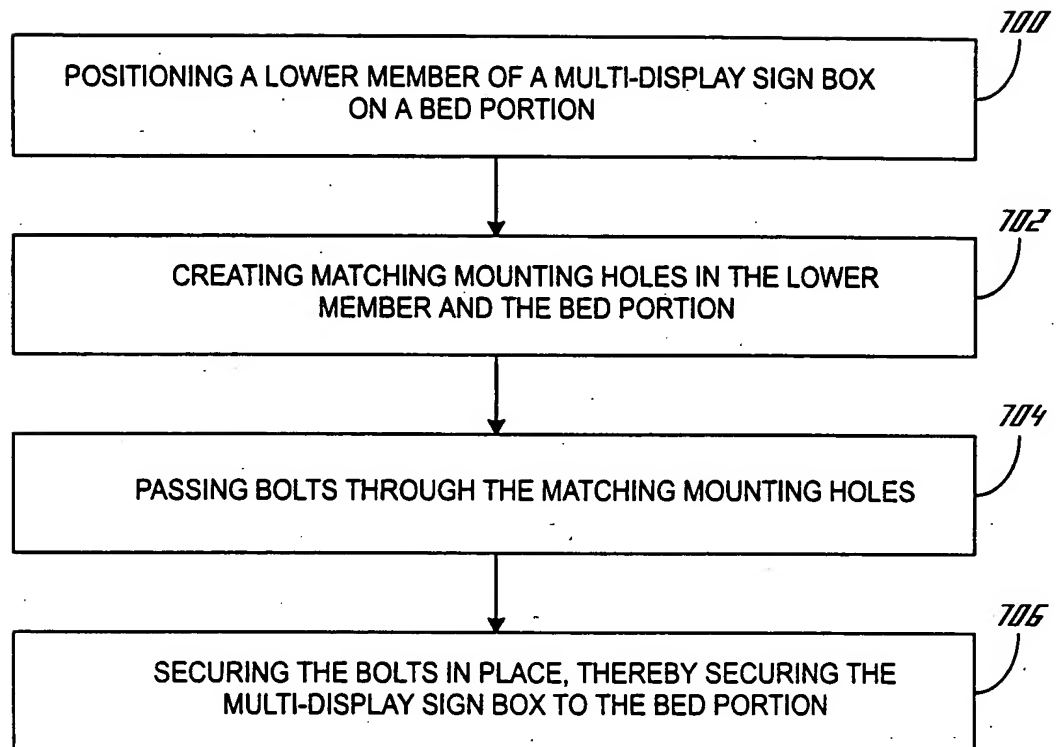 700
POSITIONING A LOWER MEMBER OF A MULTI-DISPLAY SIGN BOX
ON A BED PORTION
702
CREATING MATCHING MOUNTING HOLES IN THE LOWER
MEMBER AND THE BED PORTION
704
PASSING BOLTS THROUGH THE MATCHING MOUNTING HOLES
706
SECURING THE BOLTS IN PLACE, THEREBY SECURING THE
MULTI-DISPLAY SIGN BOX TO THE BED PORTION